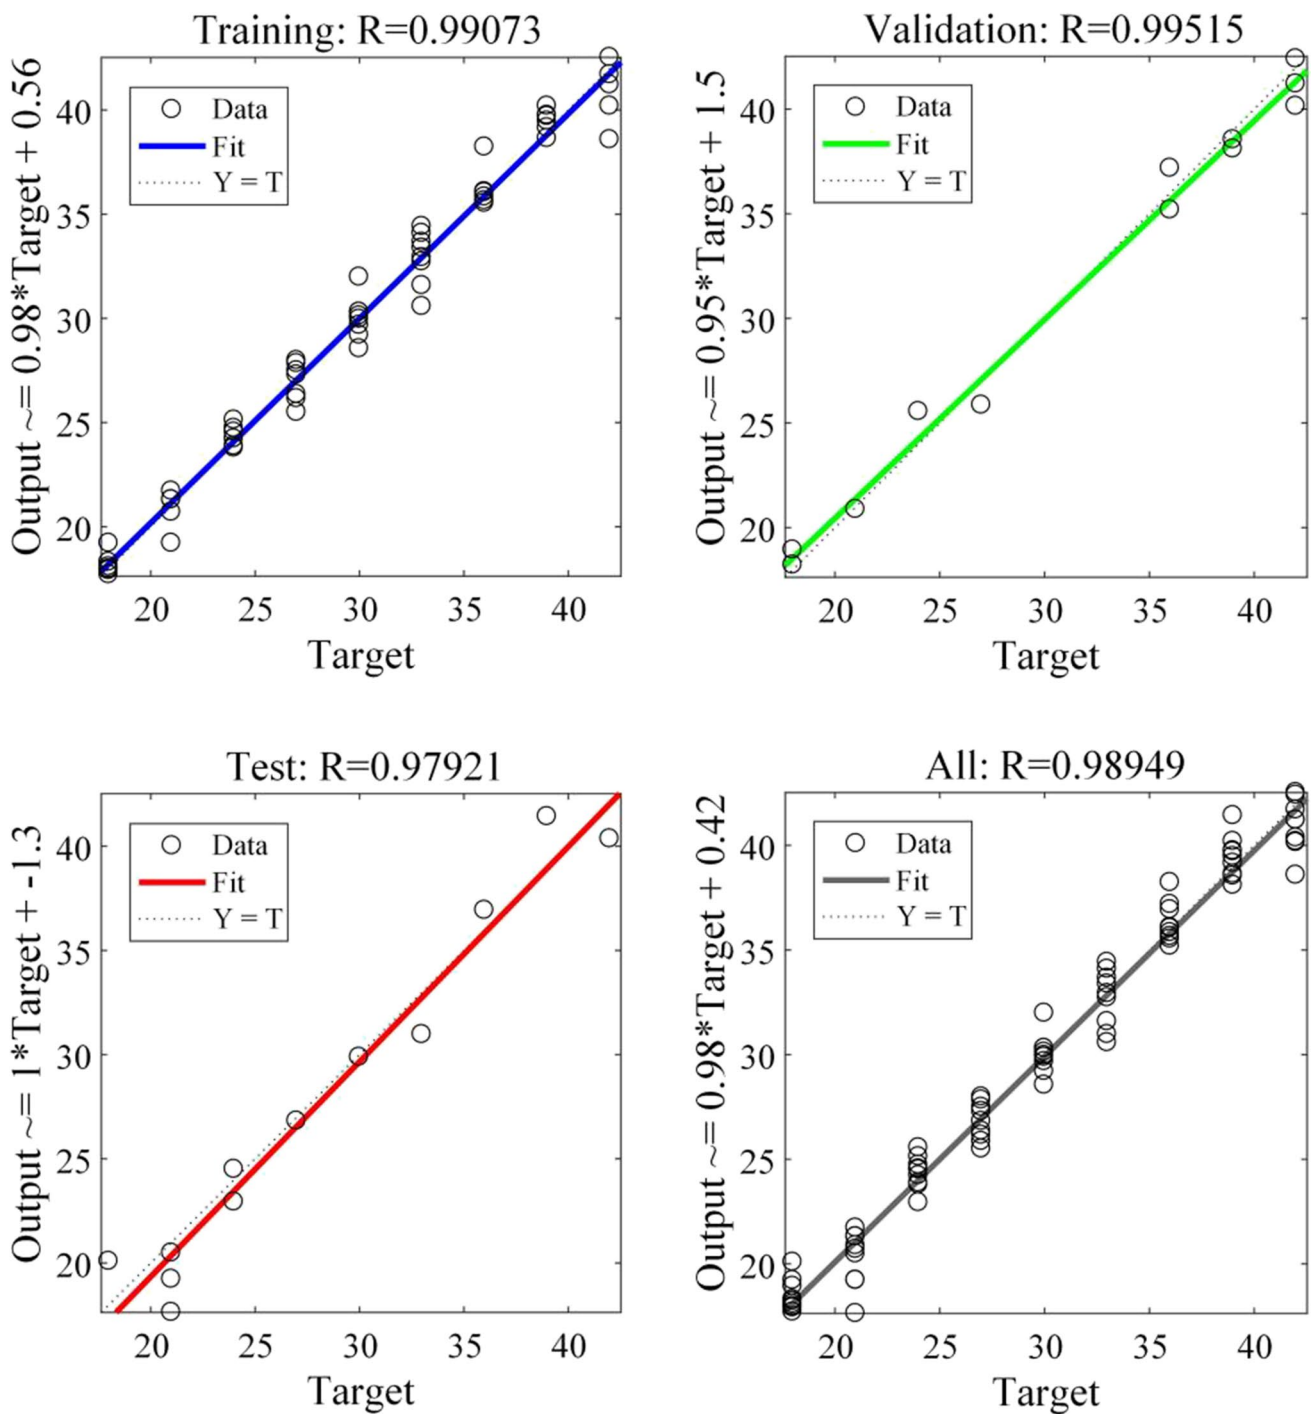 Training: R=0.99073
Output ~= 0.98*Target + 0.56
Data
Fit
Y = T
40
35
30
25
20
20 25 30 35 40
Target
Validation: R=0.99515
Output ~= 0.95*Target + 1.5
Data
Fit
Y = T
40
35
30
25
20
20 25 30 35 40
Target
Test: R=0.97921
Output ~= 1*Target + -1.3
Data
Fit
Y = T
40
35
30
25
20
20 25 30 35 40
Target
All: R=0.98949
Output ~= 0.98*Target + 0.42
Data
Fit
Y = T
40
35
30
25
20
20 25 30 35 40
Target